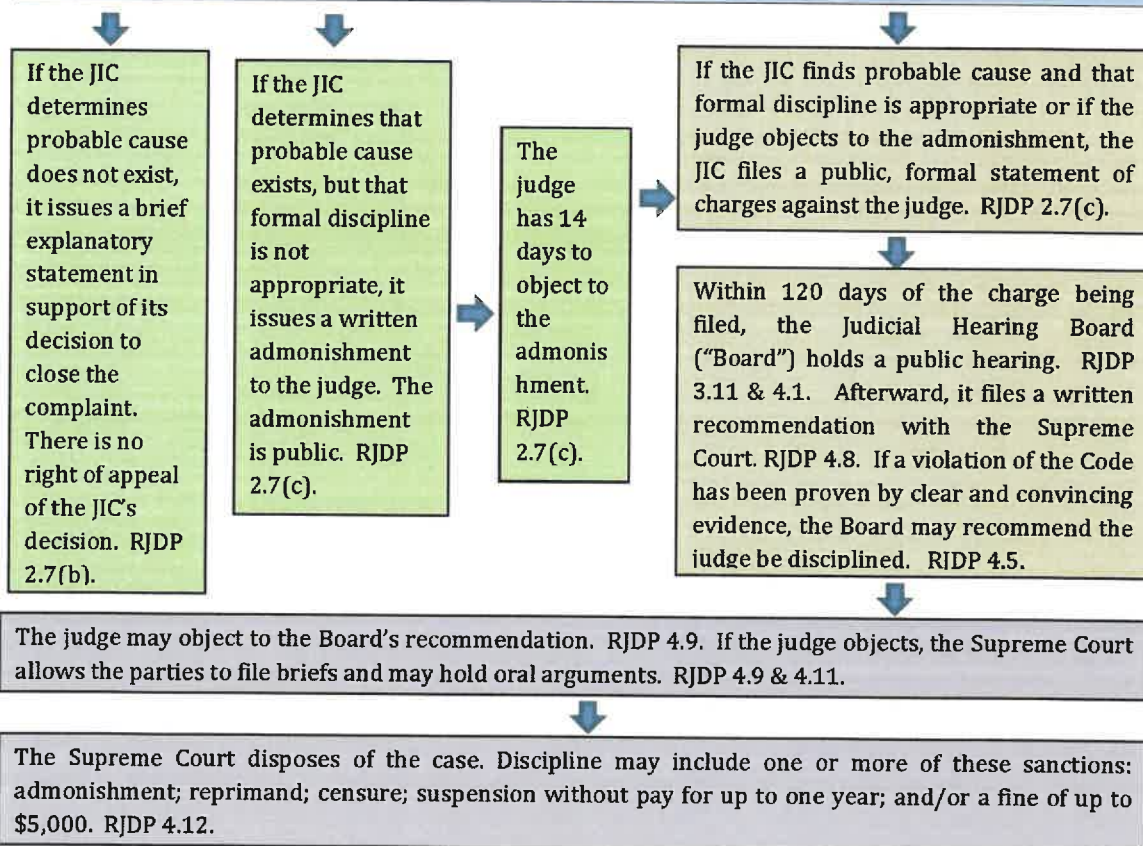 If the JIC
determines
probable cause
does not exist,
it issues a brief
explanatory
statement in
support of its
decision to
close the
complaint.
There is no
right of appeal
of the JIC's
decision. RJDP
2.7(b).
If the JIC
determines that
probable cause
exists, but that
formal discipline
is not
appropriate, it
issues a written
admonishment
to the judge. The
admonishment
is public. RJDP
2.7(c).
The
judge
has 14
days to
object to
the
admonis
hment.
RJDP
2.7(c).
If the JIC finds probable cause and that
formal discipline is appropriate or if the
judge objects to the admonishment, the
JIC files a public, formal statement of
charges against the judge. RJDP 2.7(c).
Within 120 days of the charge being
filed, the Judicial Hearing Board
("Board") holds a public hearing. RJDP
3.11 & 4.1. Afterward, it files a written
recommendation with the Supreme
Court. RJDP 4.8. If a violation of the Code
has been proven by clear and convincing
evidence, the Board may recommend the
judge be disciplined. RJDP 4.5.
The judge may object to the Board's recommendation. RJDP 4.9. If the judge objects, the Supreme Court
allows the parties to file briefs and may hold oral arguments. RJDP 4.9 & 4.11.
The Supreme Court disposes of the case. Discipline may include one or more of these sanctions:
admonishment; reprimand; censure; suspension without pay for up to one year; and/or a fine of up to
$5,000. RJDP 4.12.